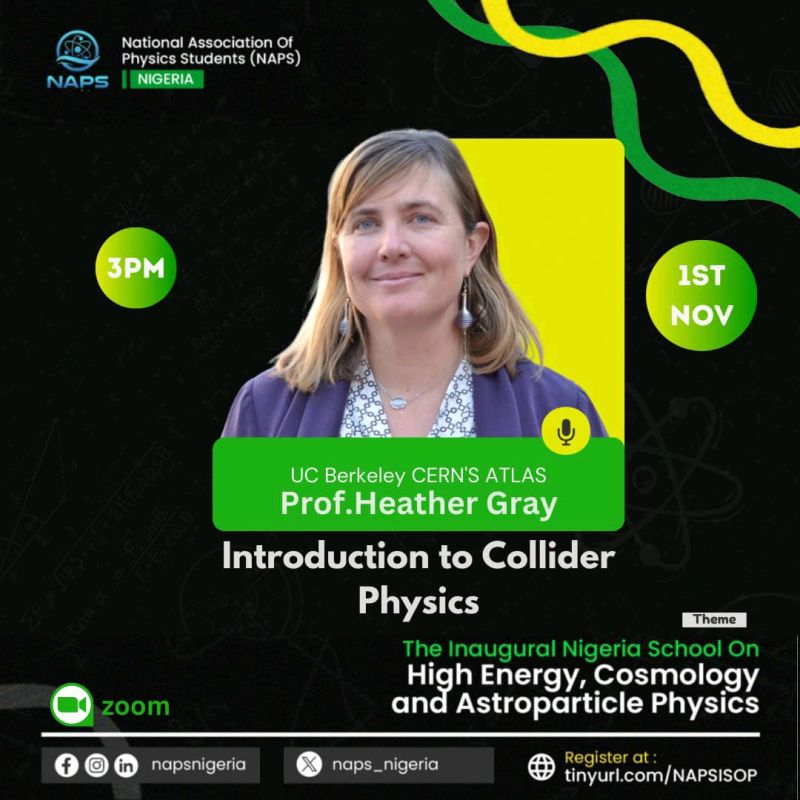 NAPS
National Association Of
Physics Students (NAPS)
NIGERIA
3PM
1ST
NOV
UC Berkeley CERN'S ATLAS
Prof.Heather Gray
Introduction to Collider
Physics
Theme
The Inaugural Nigeria School On
High Energy, Cosmology
and Astroparticle Physics
zoom
napsnigeria
naps_nigeria
Register at :
tinyurl.com/NAPSISOP